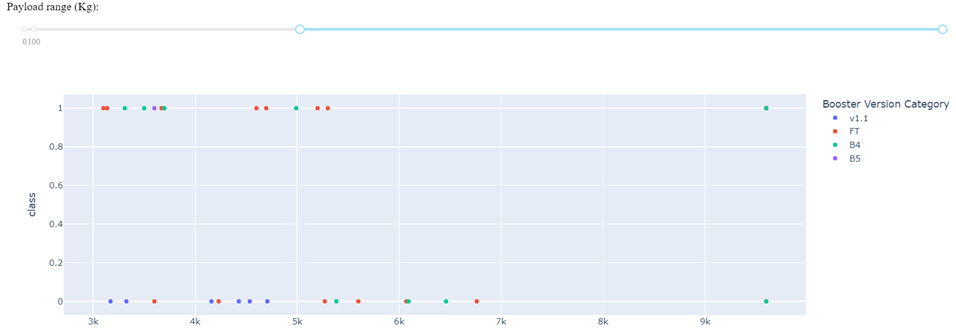 Payload range (Kg):
0100
Booster Version Category
v1.1
FT
B4
B5
class
1
0.8
0.6
0.4
0.2
0
3k 4k 5k 6k 7k 8k 9k